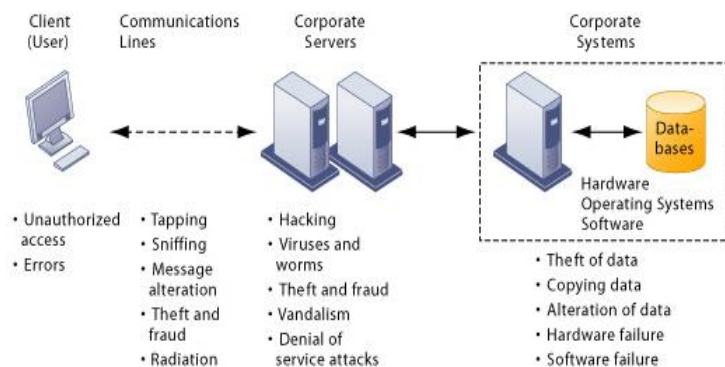 Client
(User)
Communications
Lines
Corporate
Servers
Corporate
Systems
Data-
bases
Hardware
Operating Systems
Software
• Unauthorized
access
• Errors
• Tapping
• Sniffing
• Message
alteration
• Theft and
fraud
• Radiation
• Hacking
• Viruses and
worms
• Theft and fraud
• Vandalism
• Denial of
service attacks
• Theft of data
• Copying data
• Alteration of data
• Hardware failure
• Software failure